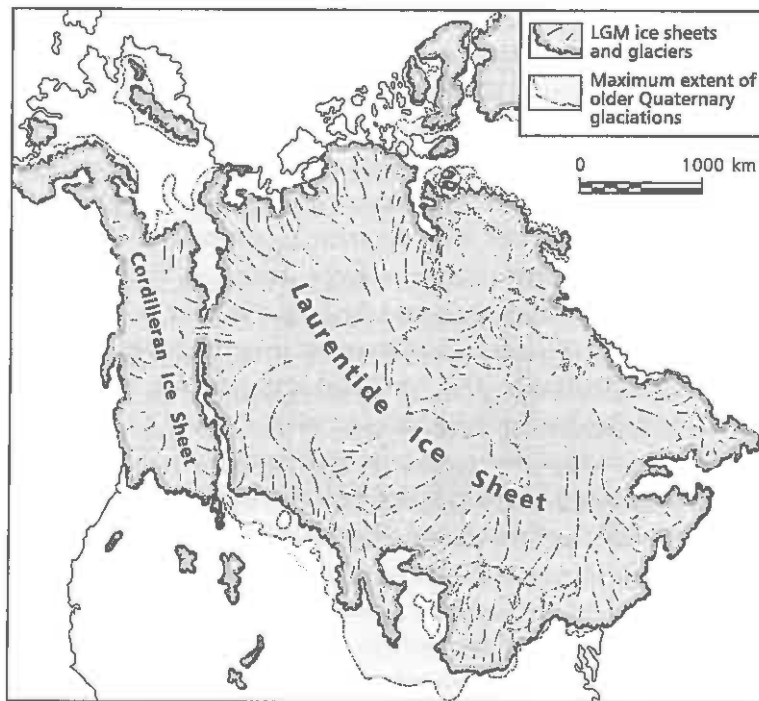 LGM ice sheets
and glaciers
Maximum extent of
older Quaternary
glaciations
0 1000 km
Cordilleran Ice Sheet
Laurentide Ice Sheet